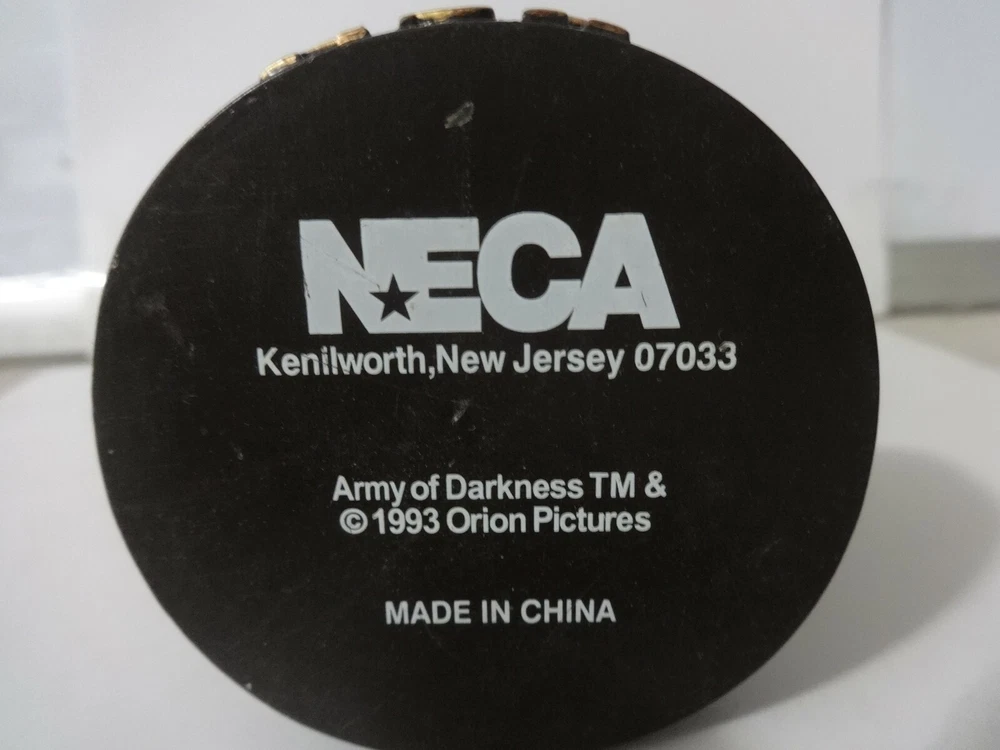 NECA
Kenilworth,New Jersey 07033
Army of Darkness TM &
© 1993 Orion Pictures
MADE IN CHINA